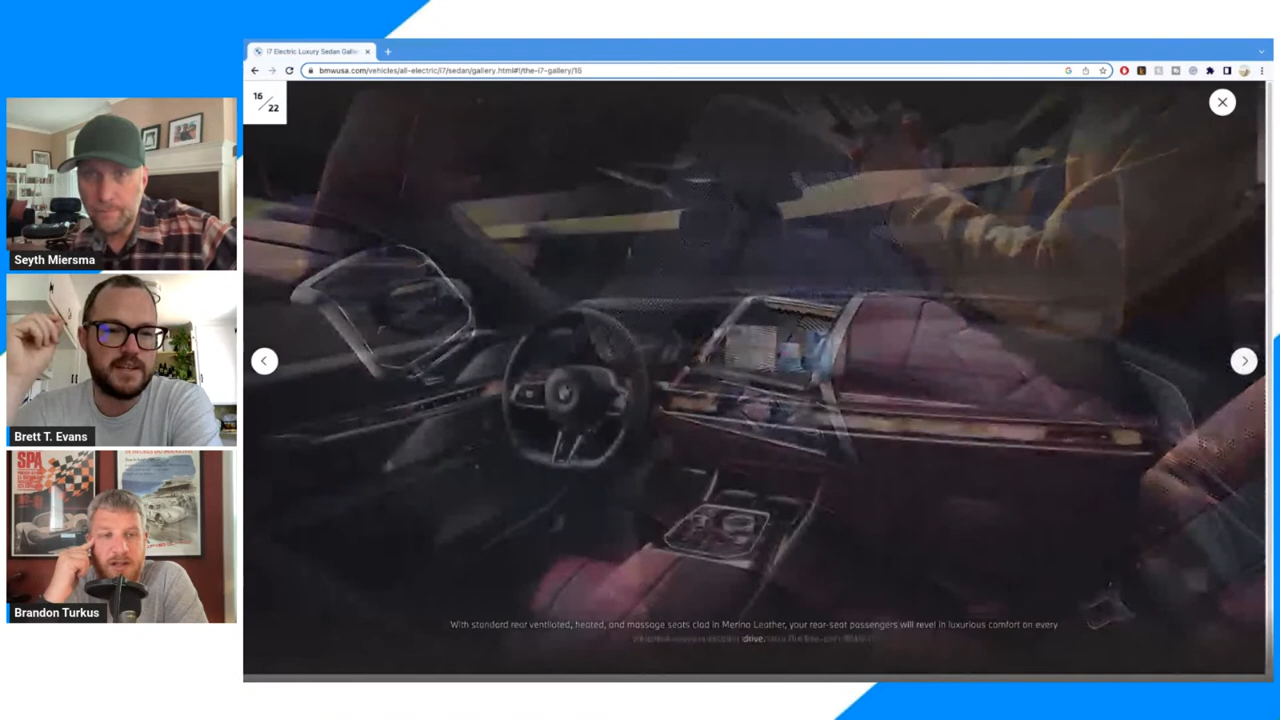 i7 Electric Luxury Sedan Galle
bmwusa.com/vehicles/all-electric/i7/sedan/gallery.html#!/the-i7-gallery/15
16
22
Seyth Miersma
Brett T. Evans
SPA
Brandon Turkus
With standard rear ventilated, heated, and massage seats clad in Merino Leather, your rear-seat passengers will revel in luxurious comfort on every
drive.